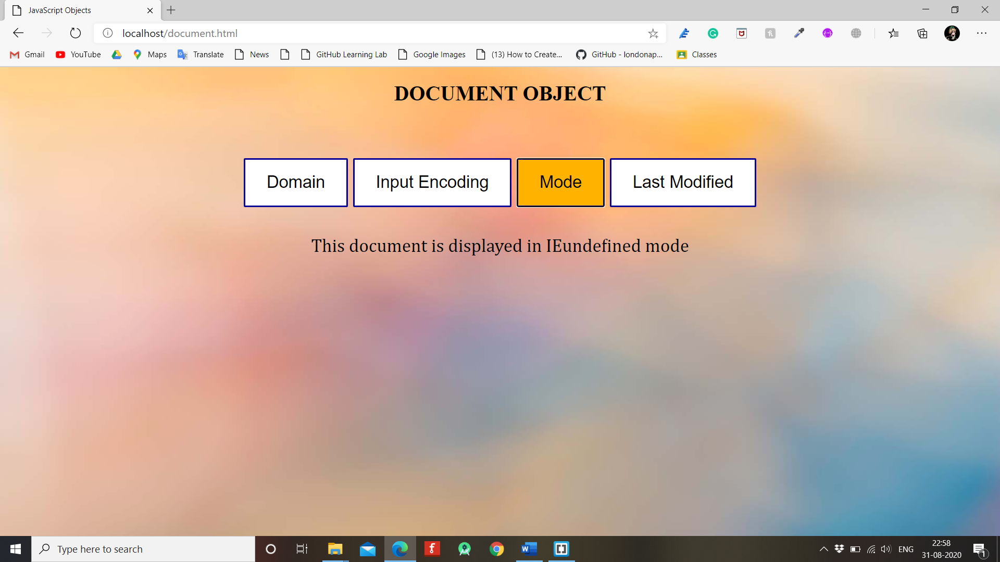 JavaScript Objects
localhost/document.html
Gmail YouTube Maps Translate News GitHub Learning Lab Google Images (13) How to Create... GitHub - londonap... Classes
DOCUMENT OBJECT
Domain Input Encoding Mode Last Modified
This document is displayed in IEundefined mode
Type here to search
ENG
22:58
31-08-2020
1